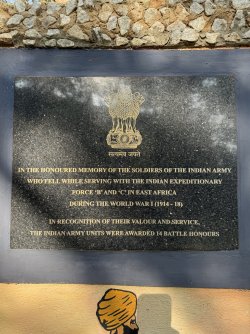 सत्यमेव जयते
IN THE HONOURED MEMORY OF THE SOLDIERS OF THE INDIAN ARMY
WHO FELL WHILE SERVING WITH THE INDIAN EXPEDITIONARY
FORCE 'B' AND 'C' IN EAST AFRICA
DURING THE WORLD WAR I (1914 - 18)
IN RECOGNITION OF THEIR VALOUR AND SERVICE,
THE INDIAN ARMY UNITS WERE AWARDED 14 BATTLE HONOURS